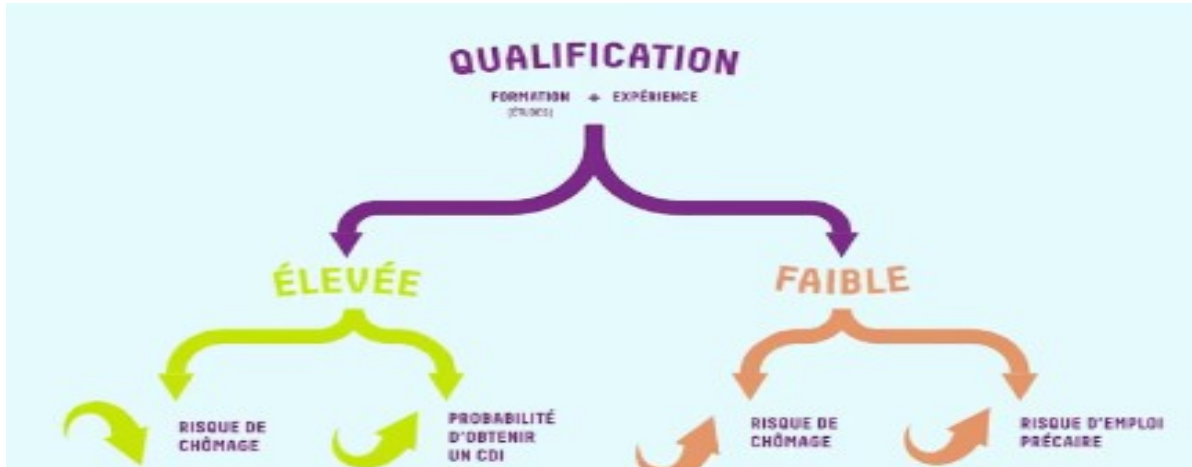 QUALIFICATION
FORMATION + EXPÉRIENCE
(ÉTUDES)
ÉLEVÉE
FAIBLE
RISQUE DE
CHÔMAGE
PROBABILITÉ
D'OBTENIR
UN CDI
RISQUE DE
CHÔMAGE
RISQUE D'EMPLOI
PRÉCAIRE